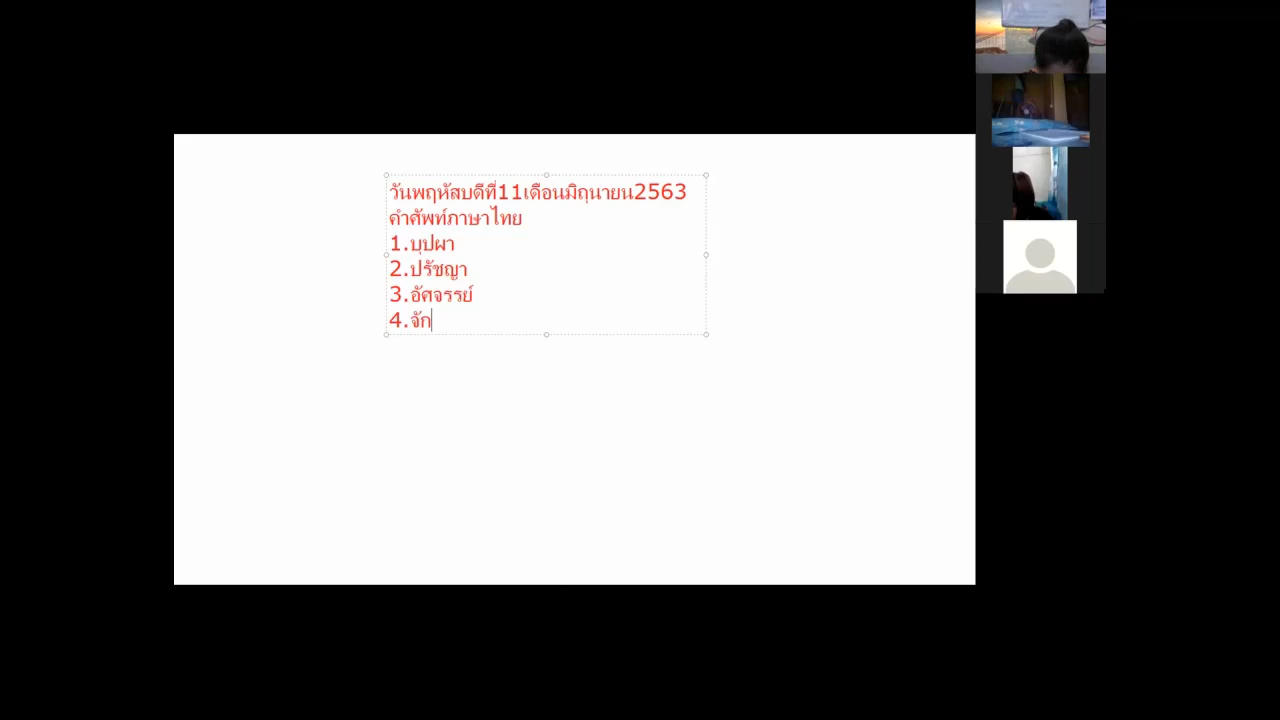 วันพฤหัสบดีที่11เดือนมิถุนายน2563
คำศัพท์ภาษาไทย
1.บุปผา
2.ปรัชญา
3.อัศจรรย์
4.จัก